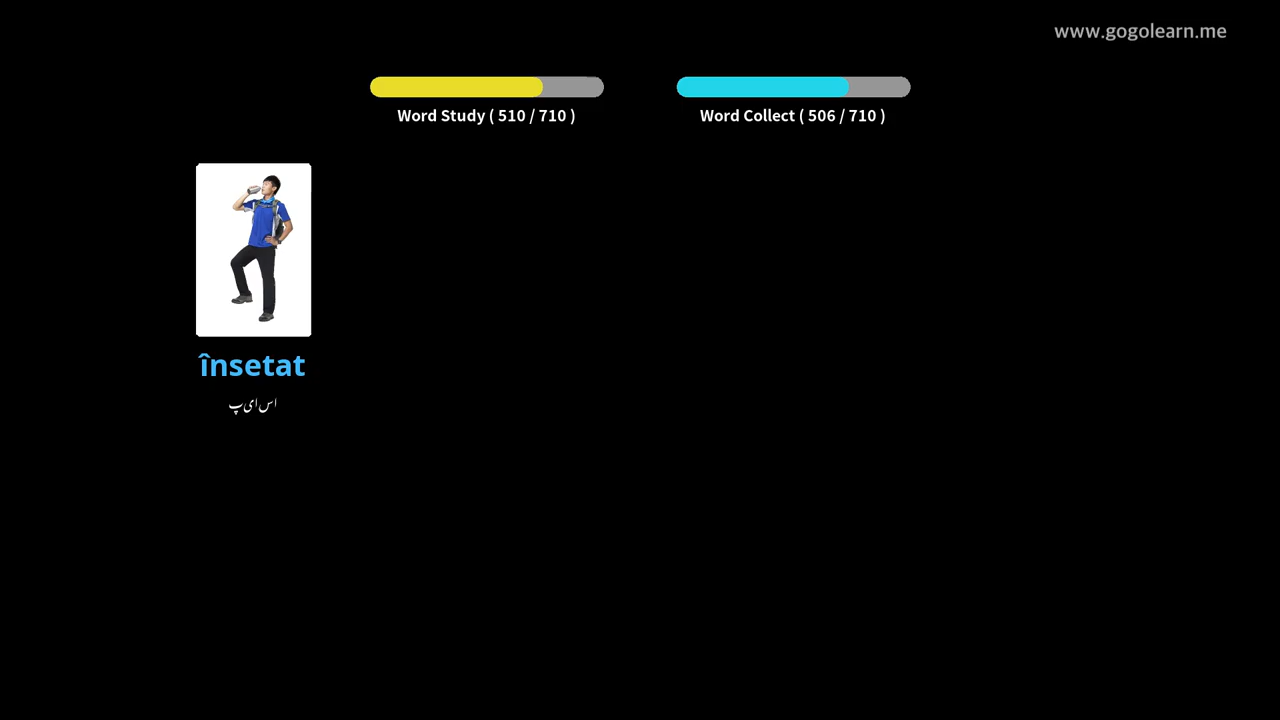 www.gogolearn.me
Word Study ( 510 / 710 )
Word Collect ( 506 / 710 )
însetat
اس ای پ